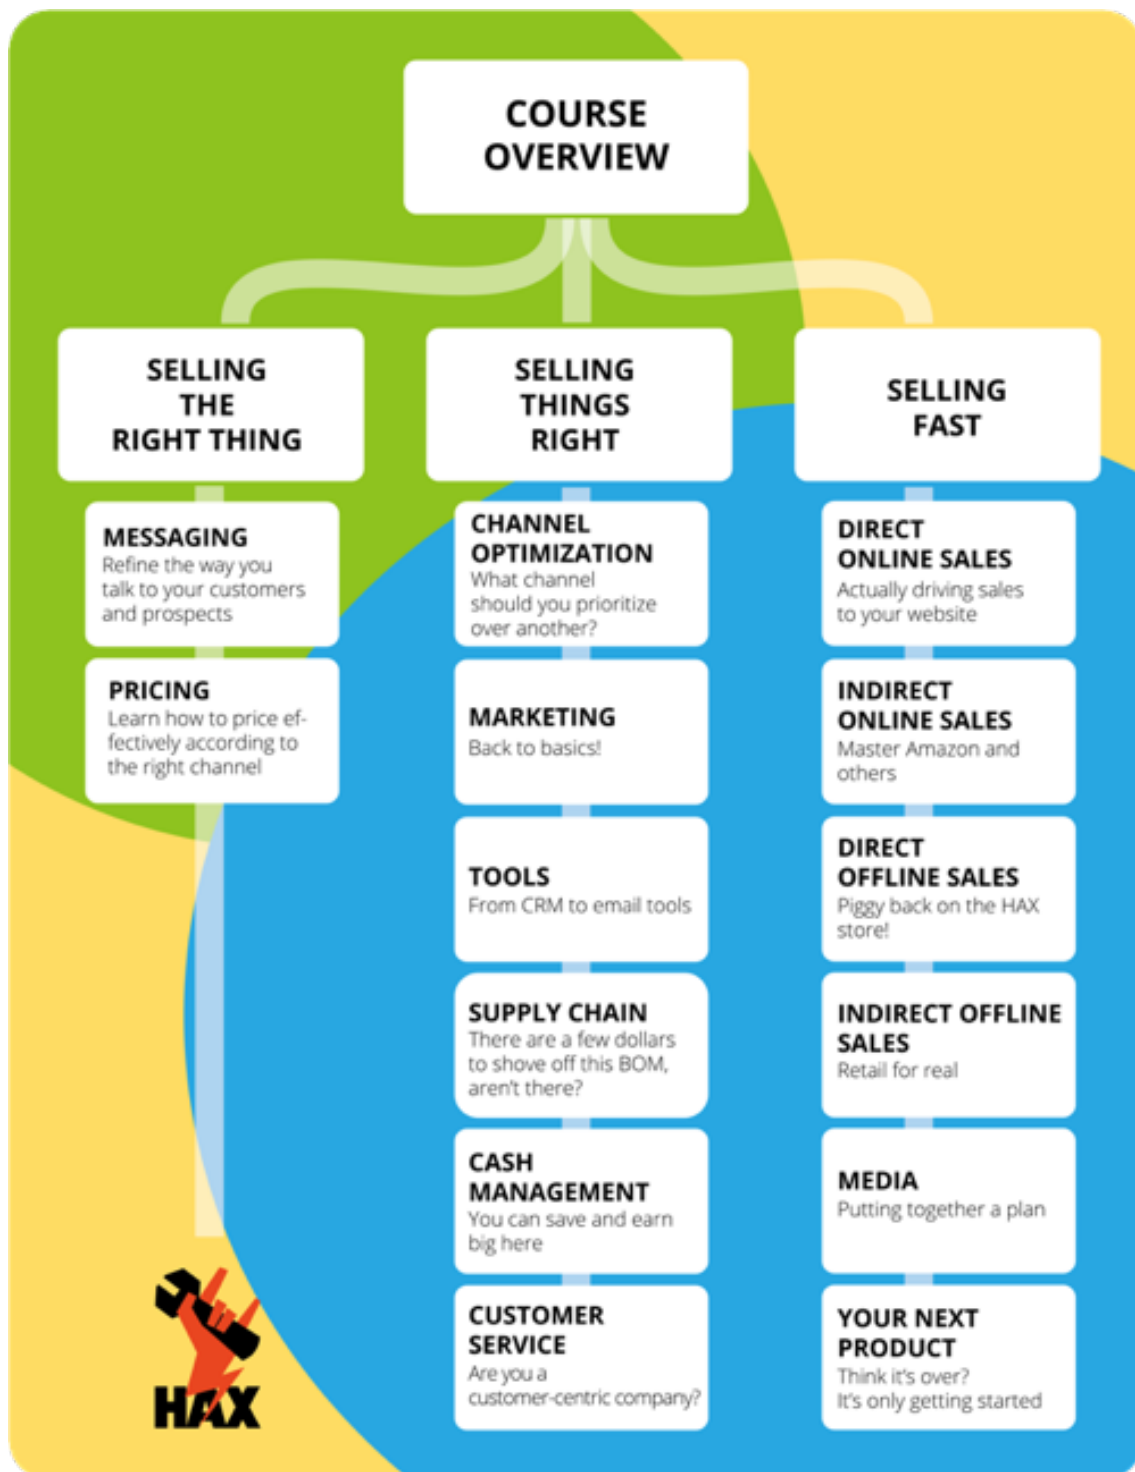 COURSE
OVERVIEW
SELLING
THE
RIGHT THING
MESSAGING
Refine the way you
talk to your customers
and prospects
PRICING
Learn how to price ef-
fectively according to
the right channel
SELLING
THINGS
RIGHT
CHANNEL
OPTIMIZATION
What channel
should you prioritize
over another?
MARKETING
Back to basics!
TOOLS
From CRM to email tools
SUPPLY CHAIN
There are a few dollars
to shove off this BOM,
aren't there?
CASH
MANAGEMENT
You can save and earn
big here
CUSTOMER
SERVICE
Are you a
customer-centric company?
SELLING
FAST
DIRECT
ONLINE SALES
Actually driving sales
to your website
INDIRECT
ONLINE SALES
Master Amazon and
others
DIRECT
OFFLINE SALES
Piggy back on the HAX
store!
INDIRECT OFFLINE
SALES
Retail for real
MEDIA
Putting together a plan
YOUR NEXT
PRODUCT
Think it's over?
It's only getting started
HAX